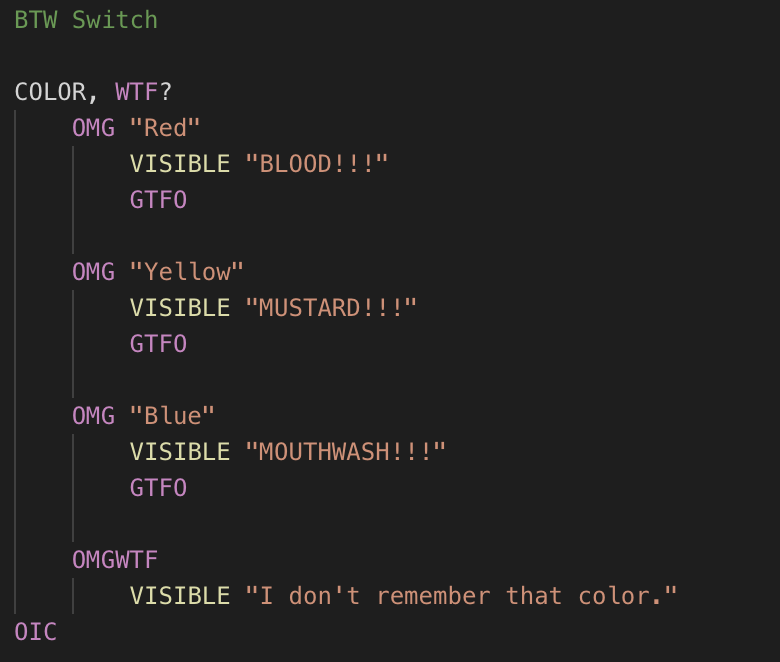 BTW Switch
COLOR, WTF?
OMG "Red"
VISIBLE "BLOOD!!!"
GTFO
OMG "Yellow"
VISIBLE "MUSTARD!!!"
GTFO
OMG "Blue"
VISIBLE "MOUTHWASH!!!"
GTFO
OMGWTF
VISIBLE "I don't remember that color."
OIC